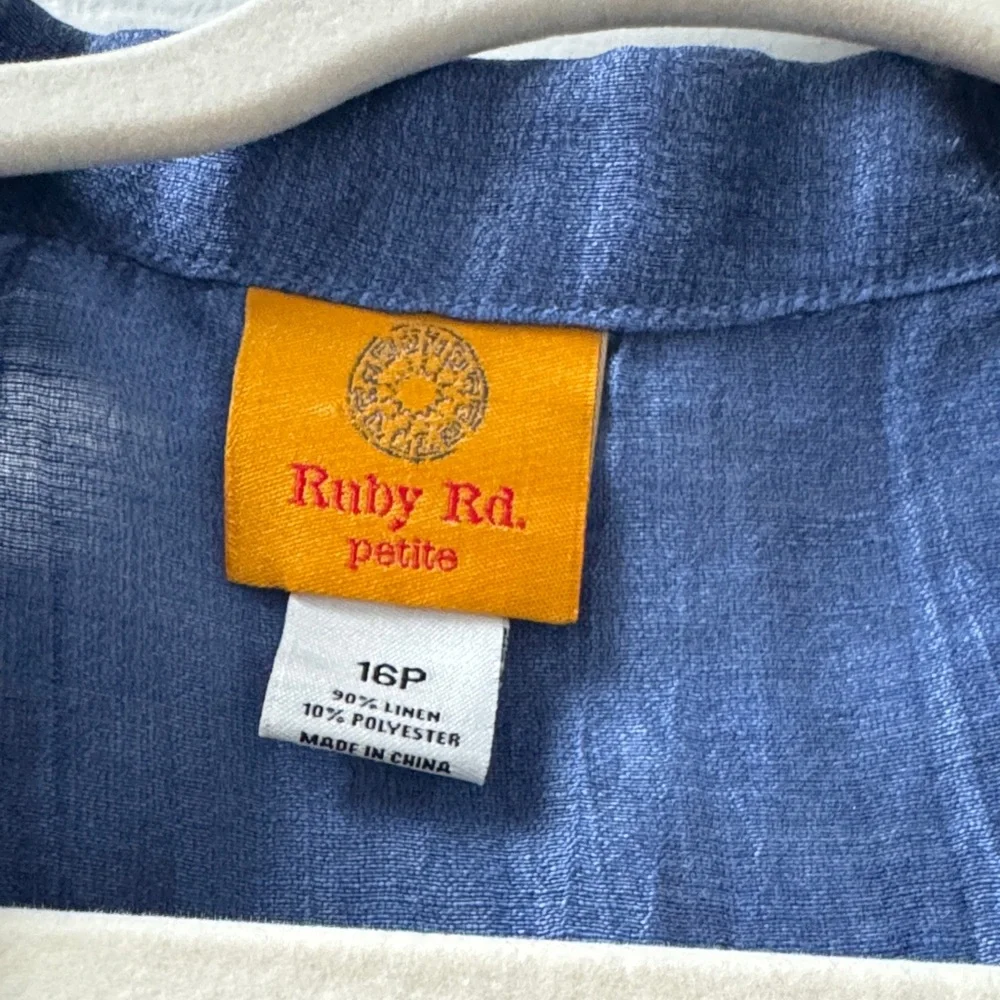 Ruby Rd.
petite
16P
90% LINEN
10% POLYESTER
MADE IN CHINA